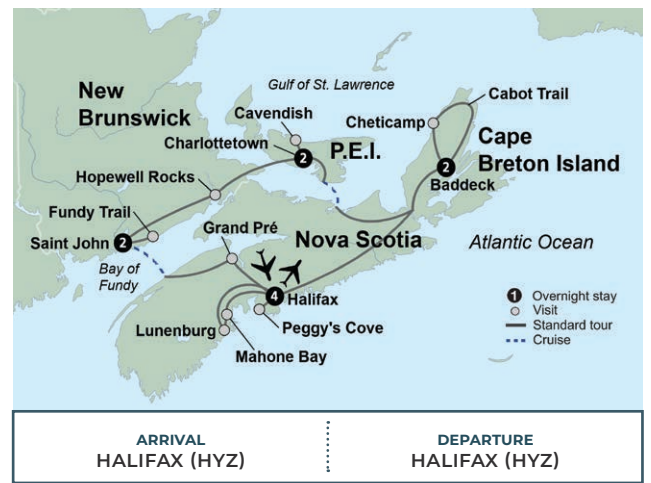 New
Brunswick
Gulf of St. Lawrence
Cavendish
Charlottetown
2
P.E.I.
Cheticamp
Cabot Trail
Cape
Breton Island
2
Baddeck
Hopewell Rocks
Fundy Trail
Saint John
2
Bay of
Fundy
Grand Pré
Nova Scotia
Atlantic Ocean
4
Halifax
Peggy's Cove
Lunenburg
Mahone Bay
1 Overnight stay
Visit
Standard tour
Cruise
ARRIVAL
HALIFAX (HYZ)
DEPARTURE
HALIFAX (HYZ)